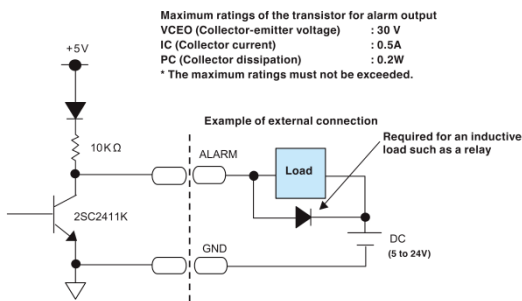 Maximum ratings of the transistor for alarm output
VCEO (Collector-emitter voltage) : 30 V
IC (Collector current) : 0.5A
PC (Collector dissipation) : 0.2W
* The maximum ratings must not be exceeded.
+5V
Example of external connection
Required for an inductive
load such as a relay
10KΩ
ALARM
Load
2SC2411K
GND
DC
(5 to 24V)